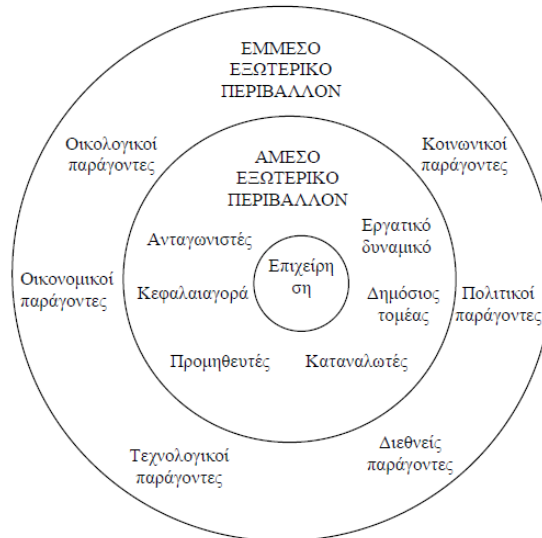 ΕΜΜΕΣΟ
ΕΞΩΤΕΡΙΚΟ
ΠΕΡΙΒΑΛΛΟΝ
Οικολογικοί
παράγοντες
Κοινωνικοί
παράγοντες
ΑΜΕΣΟ
ΕΞΩΤΕΡΙΚΟ
ΠΕΡΙΒΑΛΛΟΝ
Ανταγωνιστές
Εργατικό
δυναμικό
Επιχείρη
ση
Οικονομικοί
παράγοντες
Κεφαλαιαγορά
Δημόσιος
τομέας
Πολιτικοί
παράγοντες
Προμηθευτές
Καταναλωτές
Τεχνολογικοί
παράγοντες
Διεθνείς
παράγοντες